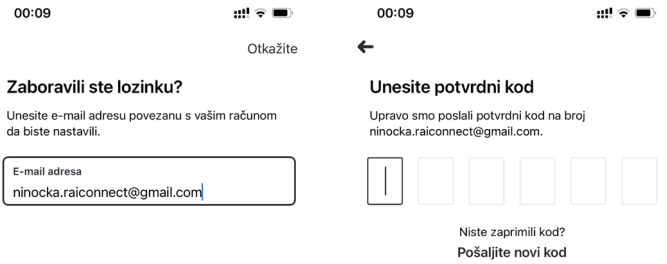 00:09
Otkažite
Zaboravili ste lozinku?
Unesite e-mail adresu povezanu s vašim računom
da biste nastavili.
E-mail adresa
ninocka.raiconnect@gmail.com
00:09
Unesite potvrdni kod
Upravo smo poslali potvrdni kod na broj
ninocka.raiconnect@gmail.com.
Niste zaprimili kod?
Pošaljite novi kod